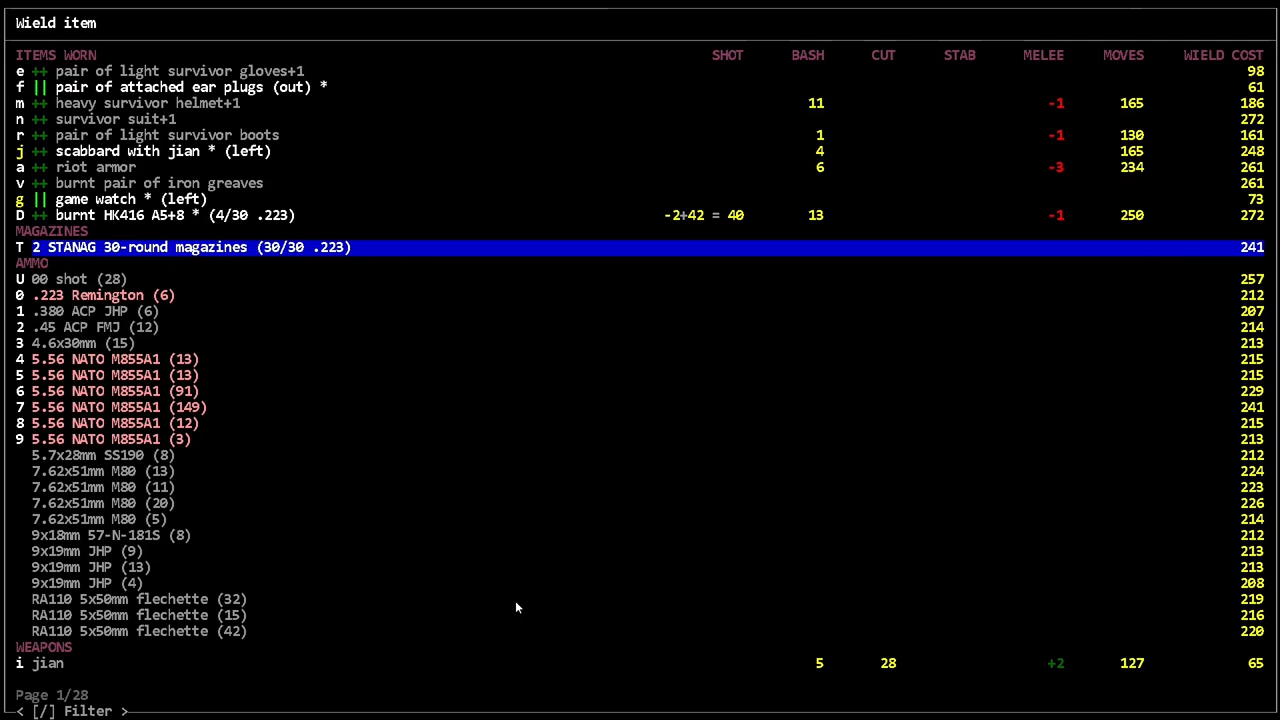 Wield item
ITEMS WORN SHOT BASH CUT STAB MELEE MOVES WIELD COST
e ++ pair of light survivor gloves+1 98
f || pair of attached ear plugs (out) * 61
m ++ heavy survivor helmet+1 11 -1 165 186
n ++ survivor suit+1 272
r ++ pair of light survivor boots 1 -1 130 161
j ++ scabbard with jian * (left) 4 165 248
a ++ riot armor 6 -3 234 261
v ++ burnt pair of iron greaves 261
g || game watch * (left) 73
D ++ burnt HK416 A5+8 * (4/30 .223) -2+42 = 40 13 -1 250 272
MAGAZINES
T 2 STANAG 30-round magazines (30/30 .223) 241
AMMO
U 00 shot (28) 257
0 .223 Remington (6) 212
1 .380 ACP JHP (6) 207
2 .45 ACP FMJ (12) 214
3 4.6x30mm (15) 213
4 5.56 NATO M855A1 (13) 215
5 5.56 NATO M855A1 (13) 215
6 5.56 NATO M855A1 (91) 229
7 5.56 NATO M855A1 (149) 241
8 5.56 NATO M855A1 (12) 215
9 5.56 NATO M855A1 (3) 213
5.7x28mm SS190 (8) 212
7.62x51mm M80 (13) 224
7.62x51mm M80 (11) 223
7.62x51mm M80 (20) 226
7.62x51mm M80 (5) 214
9x18mm 57-N-181S (8) 212
9x19mm JHP (9) 213
9x19mm JHP (13) 213
9x19mm JHP (4) 208
RA110 5x50mm flechette (32) 219
RA110 5x50mm flechette (15) 216
RA110 5x50mm flechette (42) 220
WEAPONS
i jian 5 28 +2 127 65
Page 1/28
< [/] Filter >